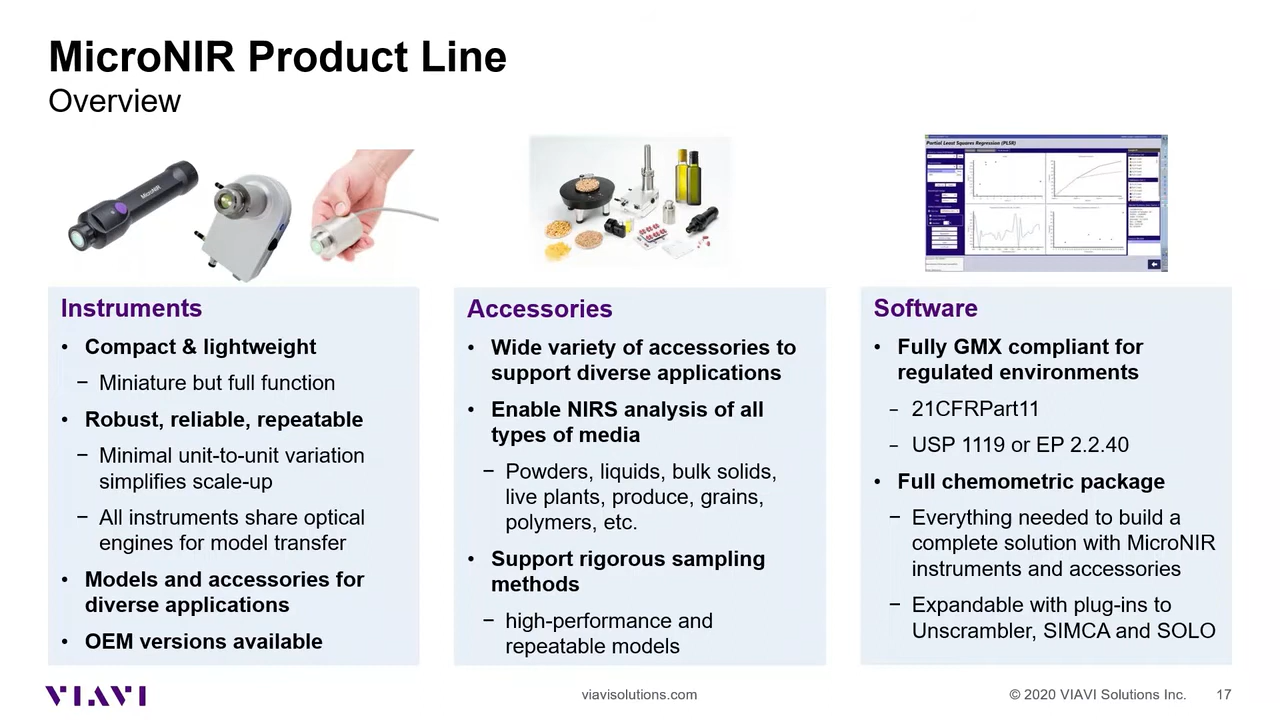 MicroNIR Product Line
Overview
MicroNIR
Partial Least Squares Regression (PLSR)
Instruments
• Compact & lightweight
− Miniature but full function
• Robust, reliable, repeatable
− Minimal unit-to-unit variation
simplifies scale-up
− All instruments share optical
engines for model transfer
• Models and accessories for
diverse applications
• OEM versions available
Accessories
• Wide variety of accessories to
support diverse applications
• Enable NIRS analysis of all
types of media
− Powders, liquids, bulk solids,
live plants, produce, grains,
polymers, etc.
• Support rigorous sampling
methods
− high-performance and
repeatable models
Software
• Fully GMX compliant for
regulated environments
− 21CFRPart11
− USP 1119 or EP 2.2.40
• Full chemometric package
− Everything needed to build a
complete solution with MicroNIR
instruments and accessories
− Expandable with plug-ins to
Unscrambler, SIMCA and SOLO
VIAVI
viavisolutions.com
© 2020 VIAVI Solutions Inc.
17